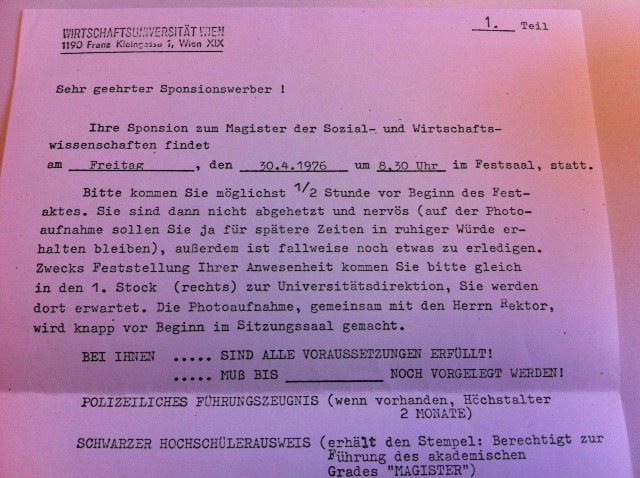 1. Teil
WIRTSCHAFTSUNIVERSITÄT WIEN
1190 Franz Kleingasse 1, Wien XIX
Sehr geehrter Sponsionswerber !
Ihre Sponsion zum Magister der Sozial- und Wirtschafts-
wissenschaften findet
am Freitag , den 30.4.1976 um 8,30 Uhr im Festsaal, statt.
Bitte kommen Sie möglichst 1/2 Stunde vor Beginn des Fest-
aktes. Sie sind dann nicht abgehetzt und nervös (auf der Photo-
aufnahme sollen Sie ja für spätere Zeiten in ruhiger Würde er-
halten bleiben), außerdem ist fallweise noch etwas zu erledigen.
Zwecks Feststellung Ihrer Anwesenheit kommen Sie bitte gleich
in den 1. Stock (rechts) zur Universitätsdirektion, Sie werden
dort erwartet. Die Photoaufnahme, gemeinsam mit den Herrn Rektor,
wird knapp vor Beginn im Sitzungssaal gemacht.
BEI IHNEN ..... SIND ALLE VORAUSSETZUNGEN ERFÜLLT!
..... MUß BIS __________ NOCH VORGELEGT WERDEN!
POLIZEILICHES FÜHRUNGSZEUGNIS (wenn vorhanden, Höchstalter
2 MONATE)
SCHWARZER HOCHSCHÜLERAUSWEIS (erhält den Stempel: Berechtigt zur
Führung des akademischen
Grades "MAGISTER")